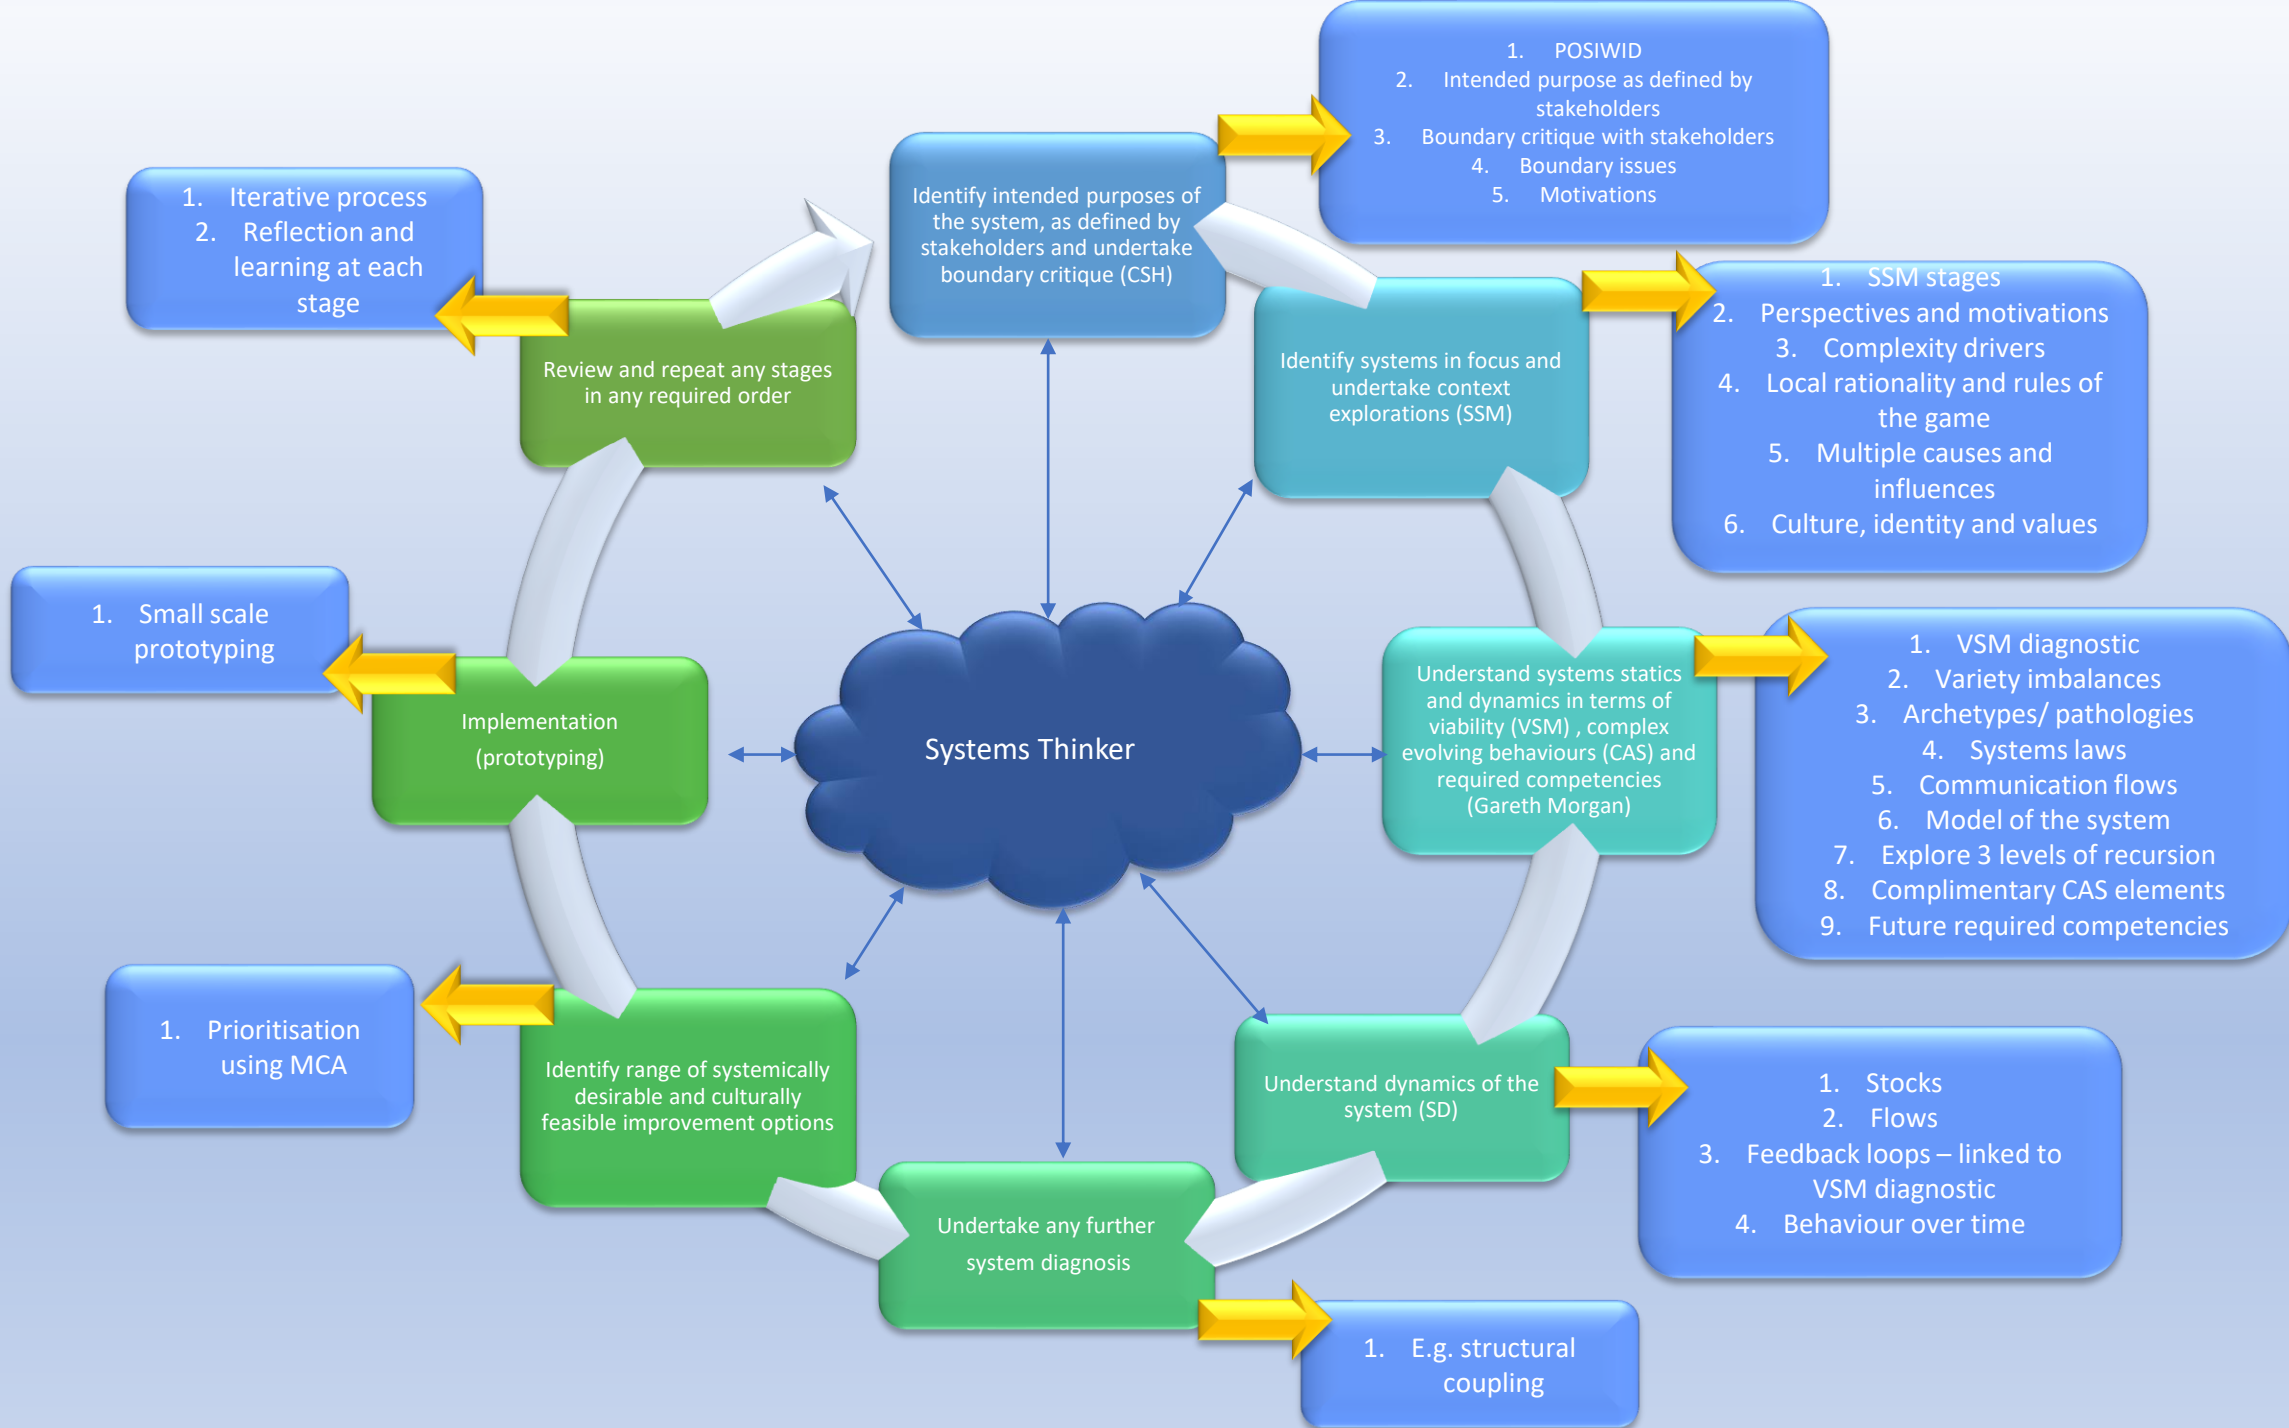 1. POSIWID
2. Intended purpose as defined by
stakeholders
3. Boundary critique with stakeholders
4. Boundary issues
5. Motivations
Identify intended purposes of
the system, as defined by
stakeholders and undertake
boundary critique (CSH)
1. Iterative process
2. Reflection and
learning at each
stage
Review and repeat any stages
in any required order
Identify systems in focus and
undertake context
explorations (SSM)
1. SSM stages
2. Perspectives and motivations
3. Complexity drivers
4. Local rationality and rules of
the game
5. Multiple causes and
influences
6. Culture, identity and values
1. Small scale
prototyping
Implementation
(prototyping)
Systems Thinker
Understand systems statics
and dynamics in terms of
viability (VSM) , complex
evolving behaviours (CAS) and
required competencies
(Gareth Morgan)
1. VSM diagnostic
2. Variety imbalances
3. Archetypes/ pathologies
4. Systems laws
5. Communication flows
6. Model of the system
7. Explore 3 levels of recursion
8. Complimentary CAS elements
9. Future required competencies
1. Prioritisation
using MCA
Identify range of systemically
desirable and culturally
feasible improvement options
Understand dynamics of the
system (SD)
1. Stocks
2. Flows
3. Feedback loops – linked to
VSM diagnostic
4. Behaviour over time
Undertake any further
system diagnosis
1. E.g. structural
coupling